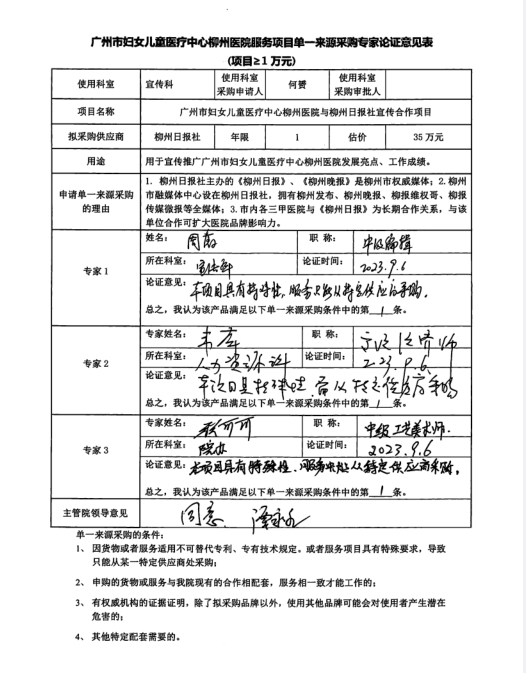 广州市妇女儿童医疗中心柳州医院服务项目单一来源采购专家论证意见表
(项目≥1 万元)
使用科室 宣传科 使用科室采购申请人 何赟 使用科室采购审批人
项目名称 广州市妇女儿童医疗中心柳州医院与柳州日报社宣传合作项目
拟采购供应商 柳州日报社 年限 1 估价 35 万元
用途 用于宣传推广广州市妇女儿童医疗中心柳州医院发展亮点、工作成绩。
申请单一来源采购的理由
1. 柳州日报社主办的《柳州日报》、《柳州晚报》是柳州市权威媒体；2.柳州
市融媒体中心设在柳州日报社，拥有柳州发布、柳州晚报、柳报维权哥、柳报
传媒微报等全媒体；3.市内各三甲医院与《柳州日报》为长期合作关系，与该
单位合作可扩大医院品牌影响力。
专家 1
姓名： 周 职 称： 中级编辑
所在科室： 宣传科 论证时间： 2023.9.6
论证意见： 本项目具有特殊性，服务只能从特定供应商采购。
总之，我认为该产品满足以下单一来源采购条件中的第 1 条。
专家 2
专家姓名： 韦 职 称： 经济师
所在科室： 人力资源科 论证时间： 2023.9.6
论证意见： 本项目是特殊性，需从特定供应商采购
总之，我认为该产品满足以下单一来源采购条件中的第 1 条。
专家 3
专家姓名： 可可 职 称： 中级工艺美术师.
所在科室： 院办 论证时间： 2023.9.6
论证意见： 本项目具有特殊性，服务只能从特定供应商采购。
总之，我认为该产品满足以下单一来源采购条件中的第 1 条。
主管院领导意见 同意
单一来源采购的条件：
1、 因货物或者服务适用不可替代专利、专有技术规定。或者服务项目具有特殊要求，导致
只能从某一特定供应商处采购；
2、 申购的货物或服务与我院现有的合作相配套，服务相一致才能工作的；
3、 有权威机构的证据证明，除了拟采购品牌以外，使用其他品牌可能会对使用者产生潜在
危害的；
4、 其他特定配套需要的。